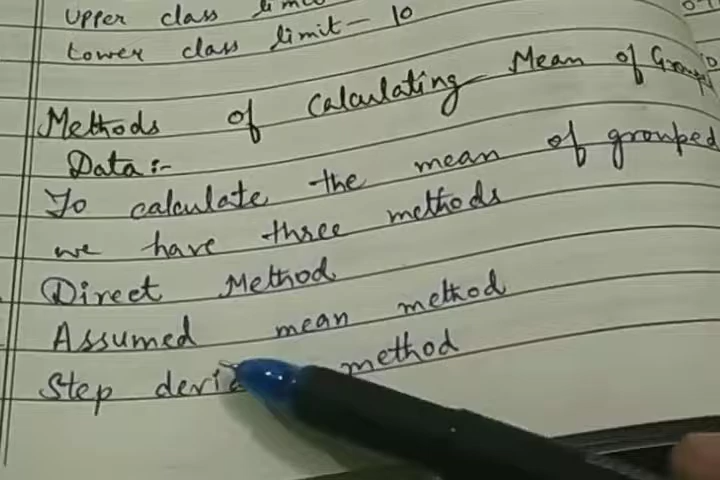 Upper class
Lower class limit - 10
Methods of Calculating Mean of
Data :-
To calculate the mean of grouped
we have three methods
Direct Method
Assumed mean method
Step method